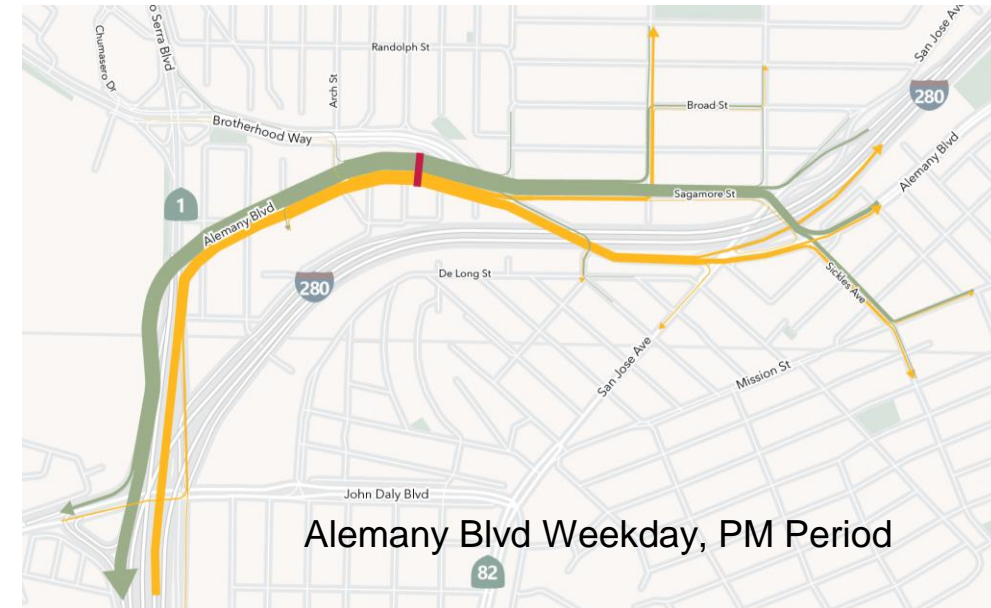 o Serra Blvd
San Jose Ave
Chumasero Dr
Randolph St
Arch St
280
Broad St
Brotherhood Way
Alemany Blvd
Sagamore St
1
Alemany Blvd
280
De Long St
Sickles Ave
San Jose Ave
Mission St
John Daly Blvd
Alemany Blvd Weekday, PM Period
82